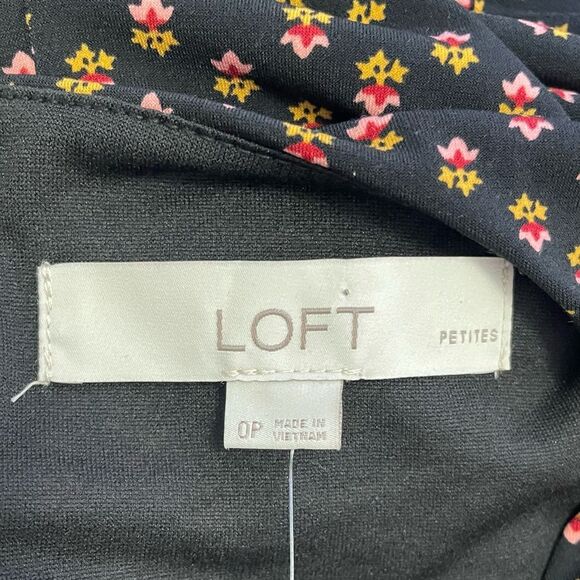 LOFT
PETITES
0P MADE IN
VIETNAM